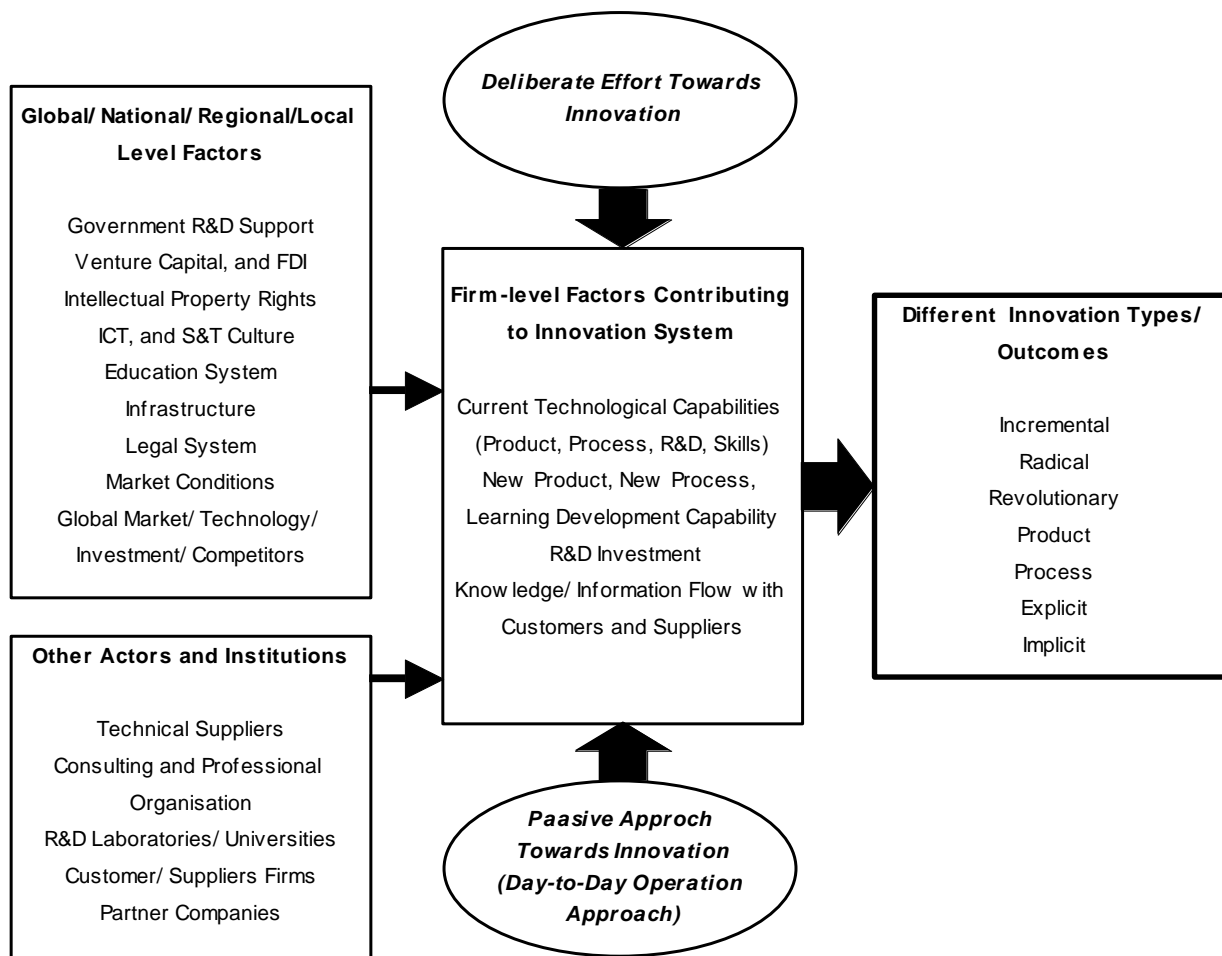 Deliberate Effort Towards
Innovation
Global/ National/ Regional/Local
Level Factors
Government R&D Support
Venture Capital, and FDI
Intellectual Property Rights
ICT, and S&T Culture
Education System
Infrastructure
Legal System
Market Conditions
Global Market/ Technology/
Investment/ Competitors
Other Actors and Institutions
Technical Suppliers
Consulting and Professional
Organisation
R&D Laboratories/ Universities
Customer/ Suppliers Firms
Partner Companies
Firm-level Factors Contributing
to Innovation System
Current Technological Capabilities
(Product, Process, R&D, Skills)
New Product, New Process,
Learning Development Capability
R&D Investment
Knowledge/ Information Flow with
Customers and Suppliers
Paasive Approch
Towards Innovation
(Day-to-Day Operation
Approach)
Different Innovation Types/
Outcomes
Incremental
Radical
Revolutionary
Product
Process
Explicit
Implicit